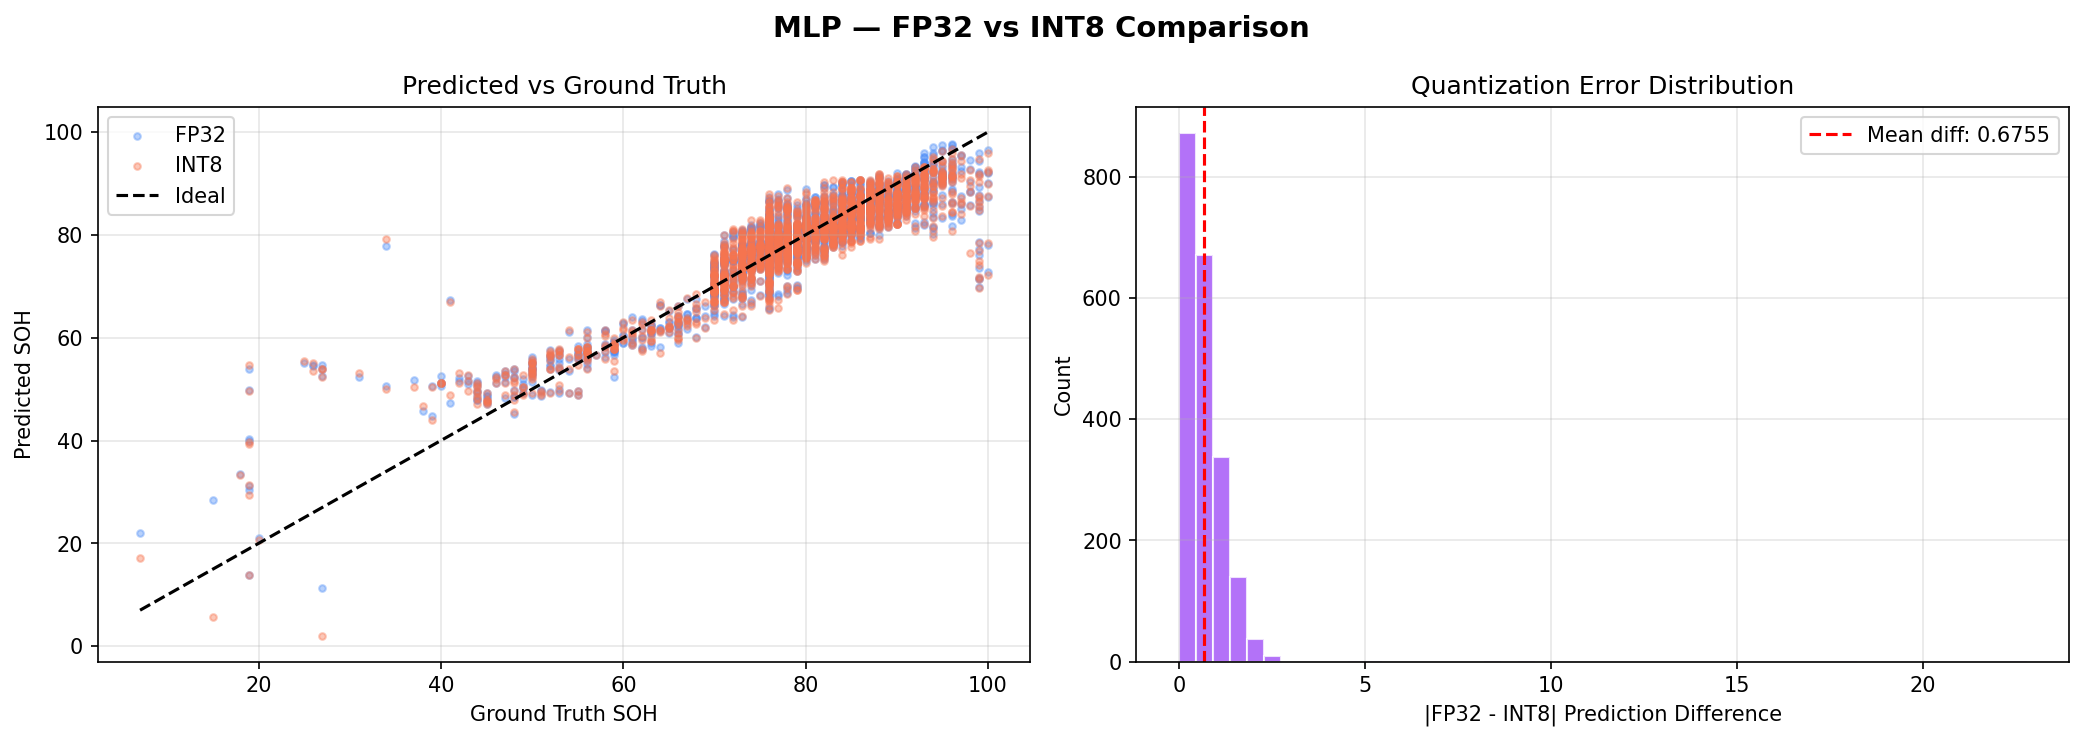 MLP — FP32 vs INT8 Comparison
Predicted vs Ground Truth
FP32
INT8
Ideal
100
80
60
40
20
0
Predicted SOH
20
40
60
80
100
Ground Truth SOH
Quantization Error Distribution
Mean diff: 0.6755
800
600
400
200
0
Count
0
5
10
15
20
|FP32 - INT8| Prediction Difference